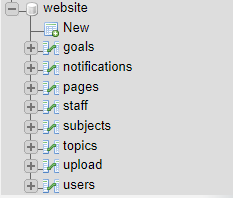 website
New
goals
notifications
pages
staff
subjects
topics
upload
users